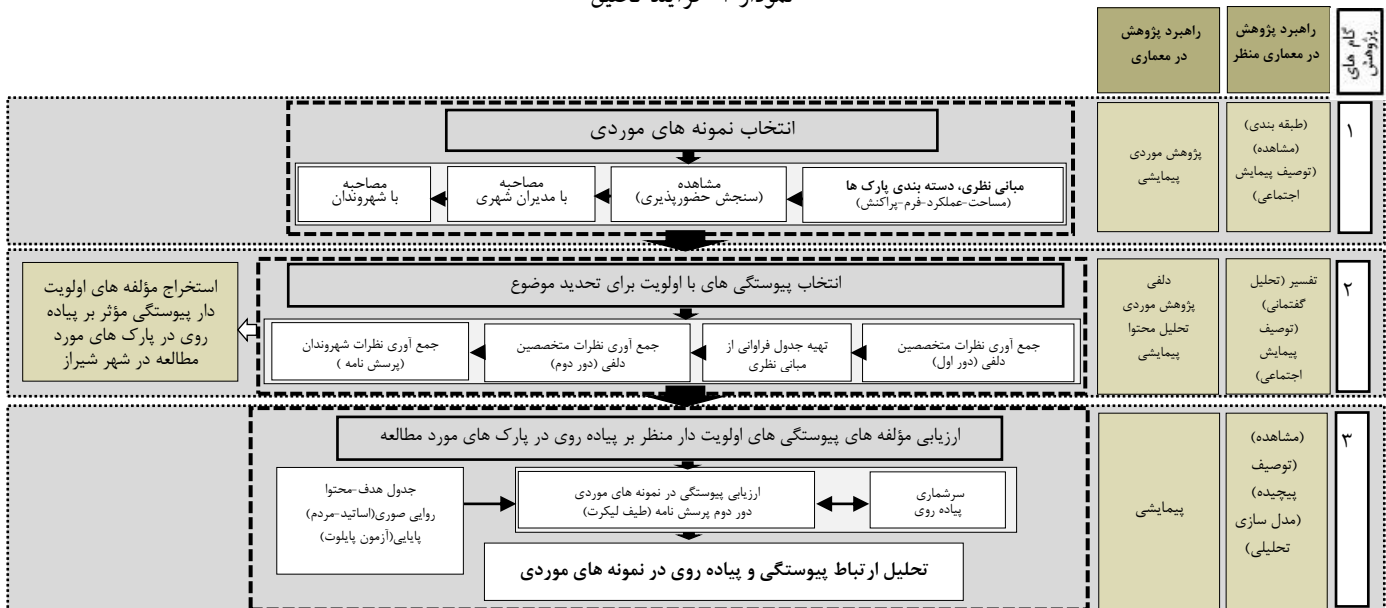 نمودار ۱- فرآیند تحقیق
گام های
پژوهش
راهبرد پژوهش
در معماری منظر
راهبرد پژوهش
در معماری
۱
(طبقه بندی)
(مشاهده)
(توصیف پیمایش
اجتماعی)
پژوهش موردی
پیمایشی
انتخاب نمونه های موردی
مبانی نظری، دسته بندی پارک ها
(مساحت-عملکرد-فرم-پراکنش)
مشاهده
(سنجش حضورپذیری)
مصاحبه
با مدیران شهری
مصاحبه
با شهروندان
۲
تفسیر (تحلیل
گفتمانی)
(توصیف
پیمایش
اجتماعی)
دلفی
پژوهش موردی
تحلیل محتوا
پیمایشی
انتخاب پیوستگی های با اولویت برای تحدید موضوع
جمع آوری نظرات متخصصین
دلفی (دور اول)
تهیه جدول فراوانی از
مبانی نظری
جمع آوری نظرات متخصصین
دلفی (دور دوم)
جمع آوری نظرات شهروندان
(پرسش نامه )
استخراج مؤلفه های اولویت
دار پیوستگی مؤثر بر پیاده
روی در پارک های مورد
مطالعه در شهر شیراز
۳
(مشاهده)
(توصیف
پیچیده)
(مدل سازی
تحلیلی)
پیمایشی
ارزیابی مؤلفه های پیوستگی های اولویت دار منظر بر پیاده روی در پارک های مورد مطالعه
سرشماری
پیاده روی
ارزیابی پیوستگی در نمونه های موردی
دور دوم پرسش نامه (طیف لیکرت)
جدول هدف-محتوا
روایی صوری(اساتید-مردم)
پایایی(آزمون پایلوت)
تحلیل ارتباط پیوستگی و پیاده روی در نمونه های موردی